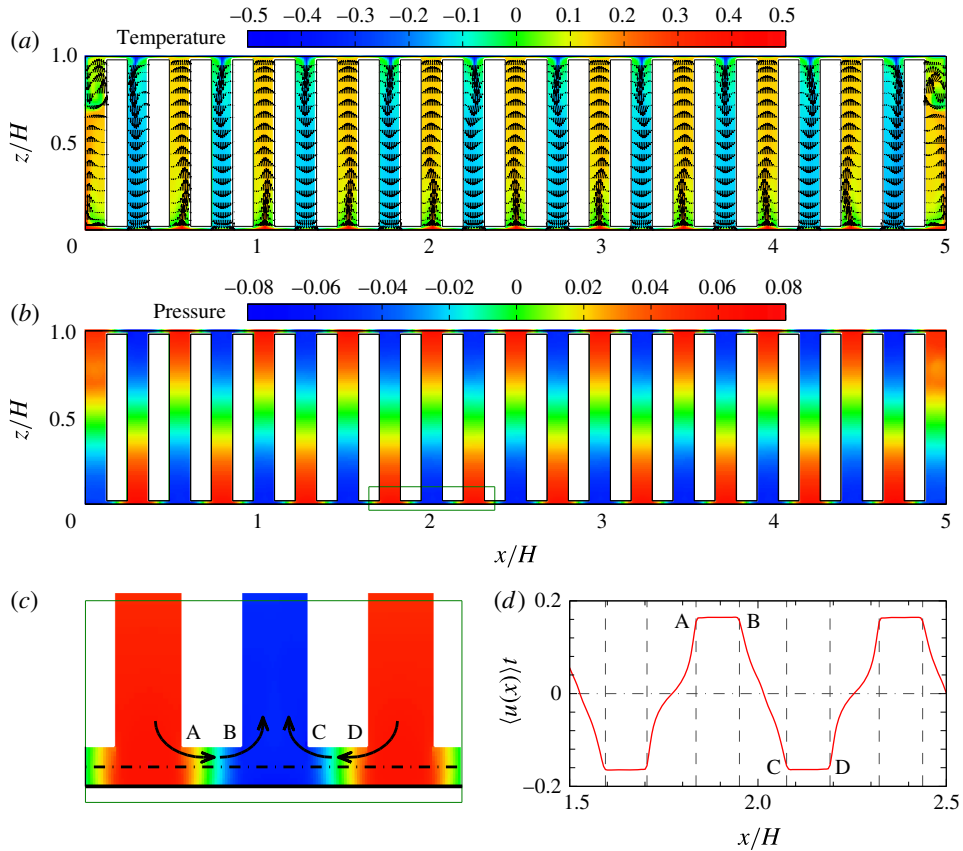 −0.5 −0.4 −0.3 −0.2 −0.1 0 0.1 0.2 0.3 0.4 0.5
(a) Temperature
1.0
z/H
0.5
0 1 2 3 4 5
−0.08 −0.06 −0.04 −0.02 0 0.02 0.04 0.06 0.08
(b) Pressure
1.0
z/H
0.5
0 1 2 3 4 5
x/H
(c)
A B C D
(d)
0.2
A B
⟨u(x)⟩t
0
C D
−0.2
1.5 2.0 2.5
x/H